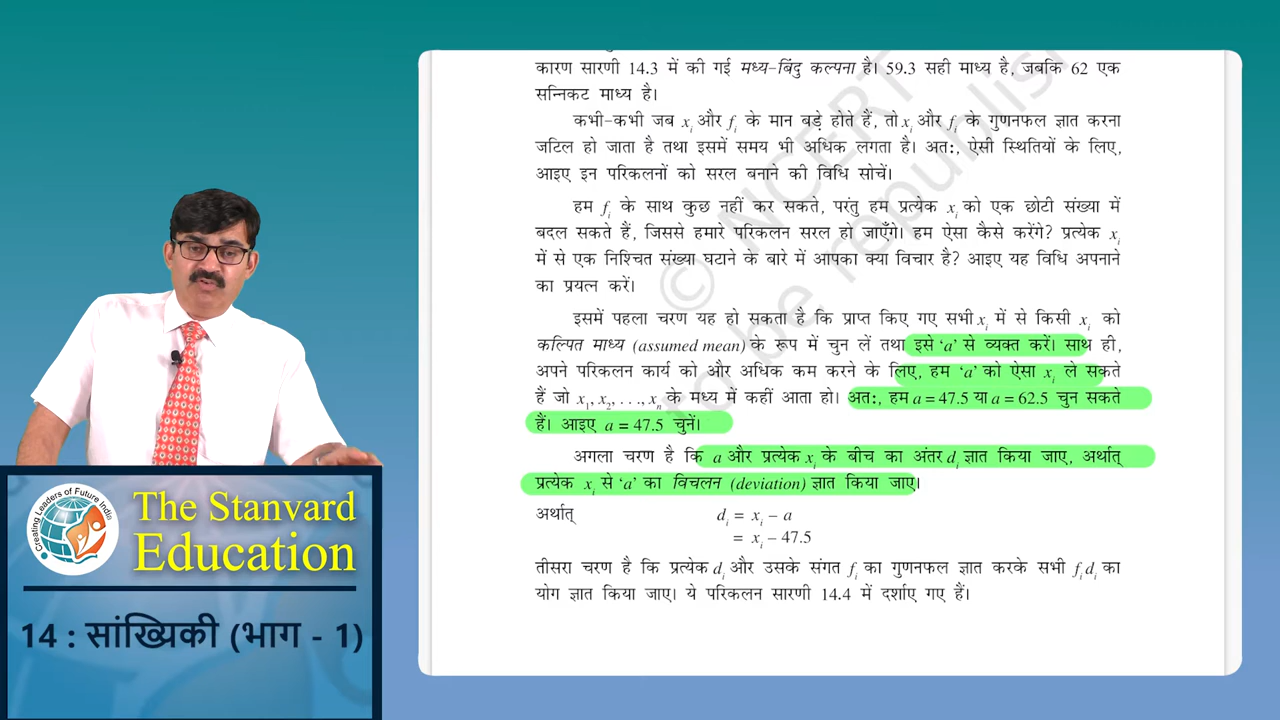 कारण सारणी 14.3 में की गई मध्य-बिंदु कल्पना है। 59.3 सही माध्य है, जबकि 62 एक
सन्निकट माध्य है।
कभी-कभी जब xᵢ और fᵢ के मान बड़े होते हैं, तो xᵢ और fᵢ के गुणनफल ज्ञात करना
जटिल हो जाता है तथा इसमें समय भी अधिक लगता है। अत:, ऐसी स्थितियों के लिए,
आइए इन परिकलनों को सरल बनाने की विधि सोचें।
हम fᵢ के साथ कुछ नहीं कर सकते, परंतु हम प्रत्येक xᵢ को एक छोटी संख्या में
बदल सकते हैं, जिससे हमारे परिकलन सरल हो जाएँगे। हम ऐसा कैसे करेंगे? प्रत्येक xᵢ
में से एक निश्चित संख्या घटाने के बारे में आपका क्या विचार है? आइए यह विधि अपनाने
का प्रयत्न करें।
इसमें पहला चरण यह हो सकता है कि प्राप्त किए गए सभी xᵢ में से किसी xᵢ को
कल्पित माध्य (assumed mean) के रूप में चुन लें तथा इसे 'a' से व्यक्त करें। साथ ही,
अपने परिकलन कार्य को और अधिक कम करने के लिए, हम 'a' को ऐसा xᵢ ले सकते
हैं जो x₁, x₂, . . ., xₙ के मध्य में कहीं आता हो। अत:, हम a = 47.5 या a = 62.5 चुन सकते
हैं। आइए a = 47.5 चुनें।
अगला चरण है कि a और प्रत्येक xᵢ के बीच का अंतर dᵢ ज्ञात किया जाए, अर्थात्
प्रत्येक xᵢ से 'a' का विचलन (deviation) ज्ञात किया जाए।
अर्थात् dᵢ = xᵢ – a
= xᵢ – 47.5
तीसरा चरण है कि प्रत्येक dᵢ और उसके संगत fᵢ का गुणनफल ज्ञात करके सभी fᵢdᵢ का
योग ज्ञात किया जाए। ये परिकलन सारणी 14.4 में दर्शाए गए हैं।
© NCERT
be republis
Creating Leaders of Future India
The Stanvard
Education
14 : सांख्यिकी (भाग - 1)